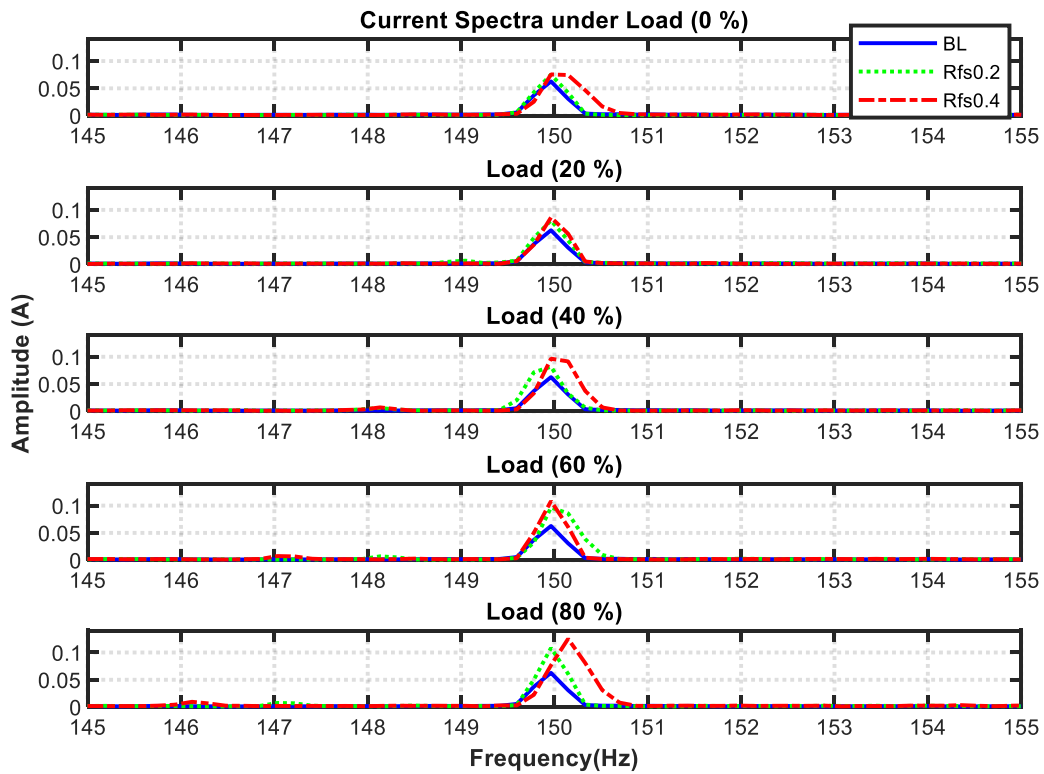 Current Spectra under Load (0 %)
BL
Rfs0.2
Rfs0.4
0.1
0.05
0
145 146 147 148 149 150 151 152 153 154 155
Load (20 %)
0.1
0.05
0
145 146 147 148 149 150 151 152 153 154 155
Load (40 %)
0.1
0.05
0
145 146 147 148 149 150 151 152 153 154 155
Amplitude (A)
Load (60 %)
0.1
0.05
0
145 146 147 148 149 150 151 152 153 154 155
Load (80 %)
0.1
0.05
0
145 146 147 148 149 150 151 152 153 154 155
Frequency(Hz)